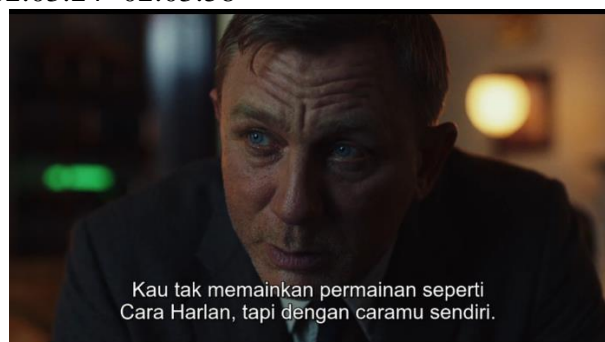 Kau tak memainkan permainan seperti
Cara Harlan, tapi dengan caramu sendiri.